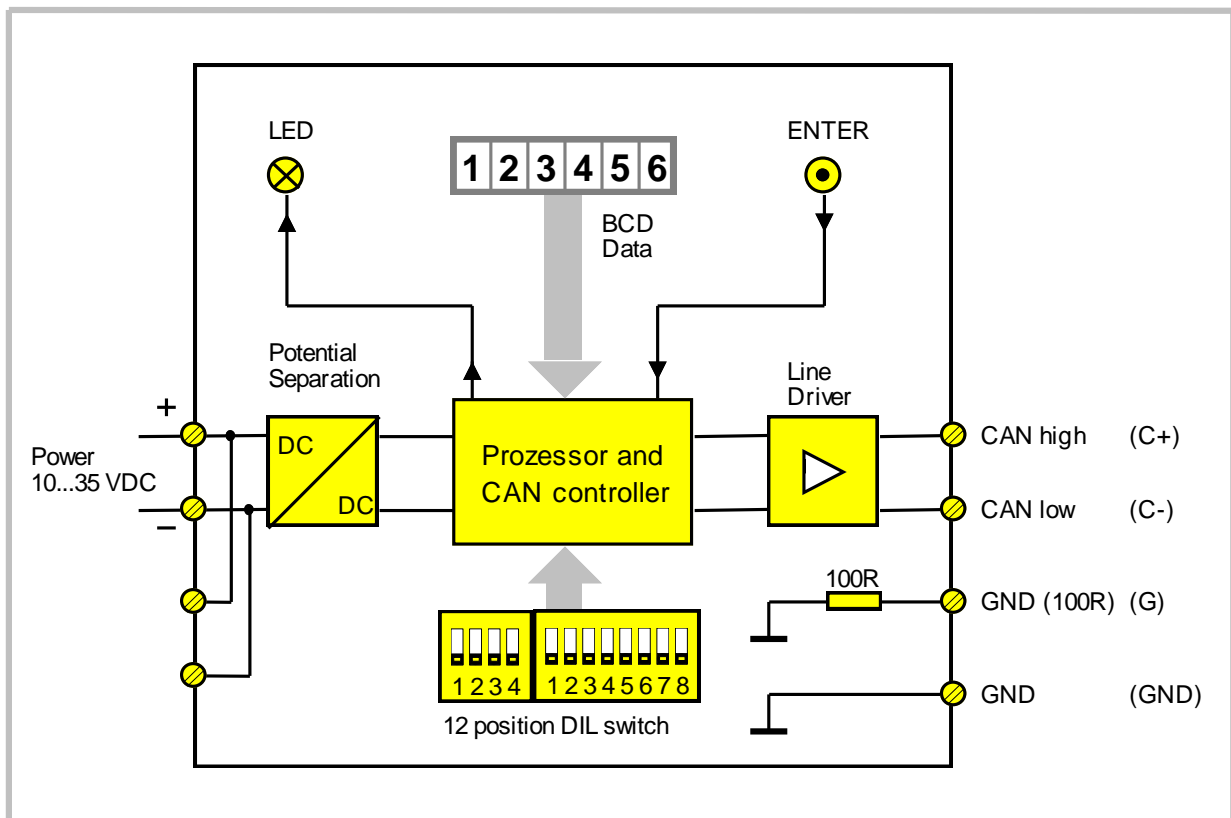 LED
ENTER
1 2 3 4 5 6
BCD
Data
Potential
Separation
Line
Driver
+
Power
10...35 VDC
−
DC
DC
Prozessor and
CAN controller
CAN high (C+)
CAN low (C-)
100R
GND (100R) (G)
GND (GND)
1 2 3 4 1 2 3 4 5 6 7 8
12 position DIL switch